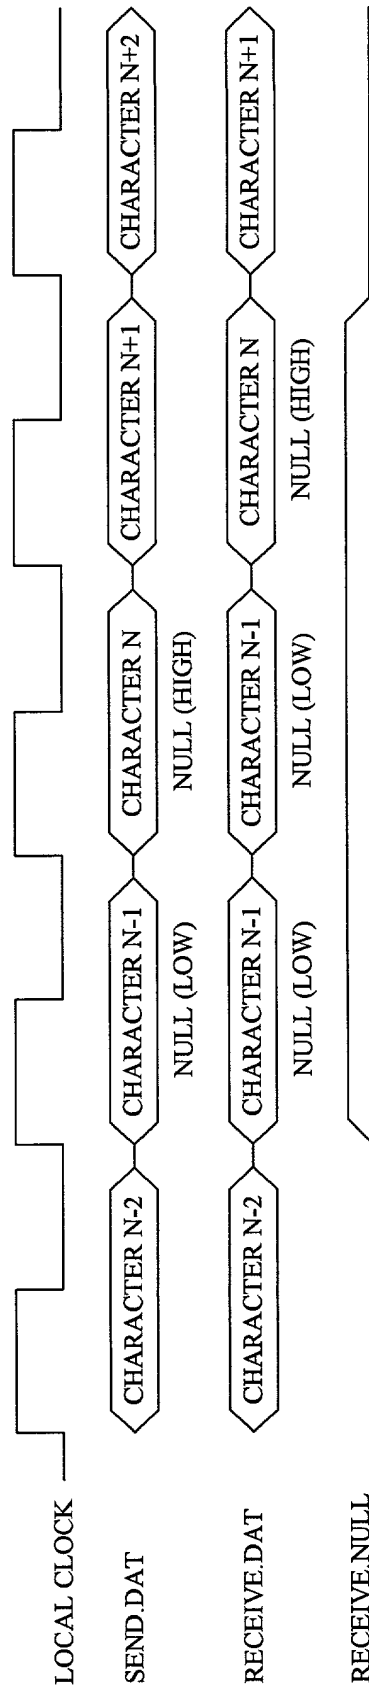 LOCAL CLOCK
SEND.DAT
CHARACTER N-2
CHARACTER N-1
CHARACTER N
CHARACTER N+1
CHARACTER N+2
NULL (LOW)
NULL (HIGH)
RECEIVE.DAT
CHARACTER N-2
CHARACTER N-1
CHARACTER N-1
CHARACTER N
CHARACTER N+1
NULL (LOW)
NULL (LOW)
NULL (HIGH)
RECEIVE.NULL